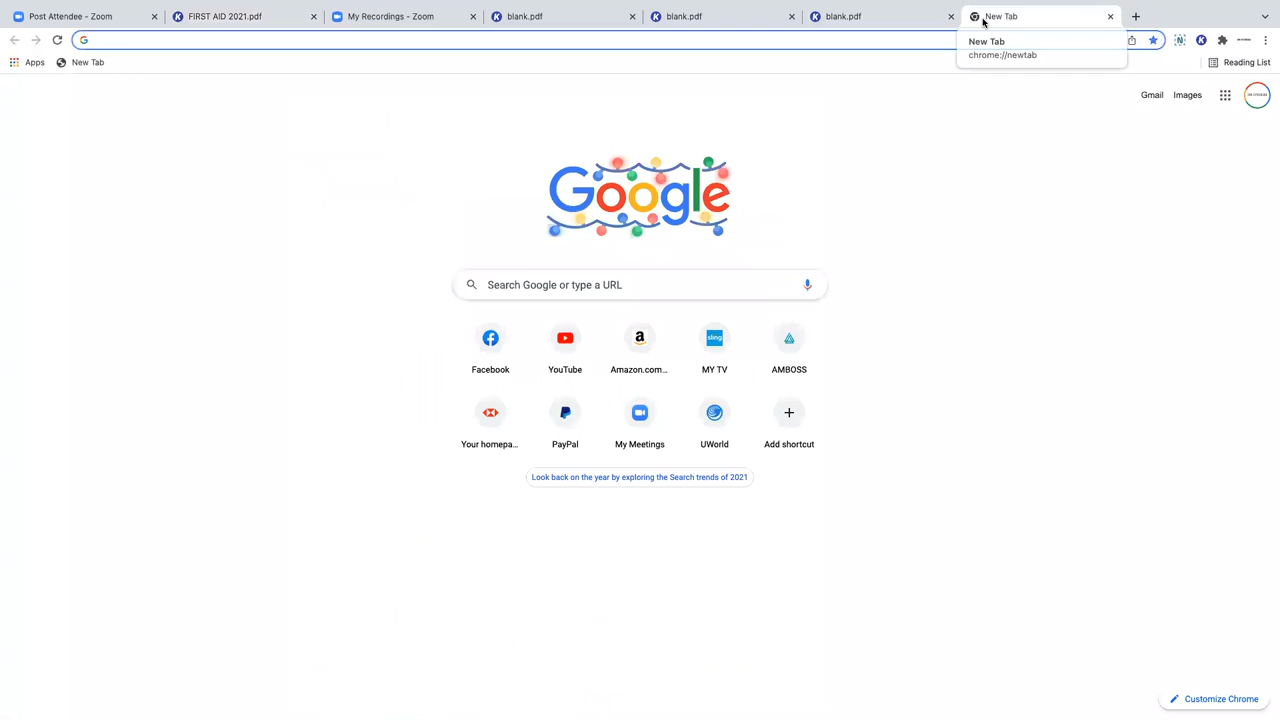 Post Attendee - Zoom
FIRST AID 2021.pdf
My Recordings - Zoom
blank.pdf
blank.pdf
blank.pdf
New Tab
New Tab
chrome://newtab
Apps
New Tab
Reading List
Gmail
Images
Google
Search Google or type a URL
Facebook
YouTube
a
Amazon.com...
sling
MY TV
AMBOSS
Your homepa...
PayPal
My Meetings
UWorld
Add shortcut
Look back on the year by exploring the Search trends of 2021
Customize Chrome